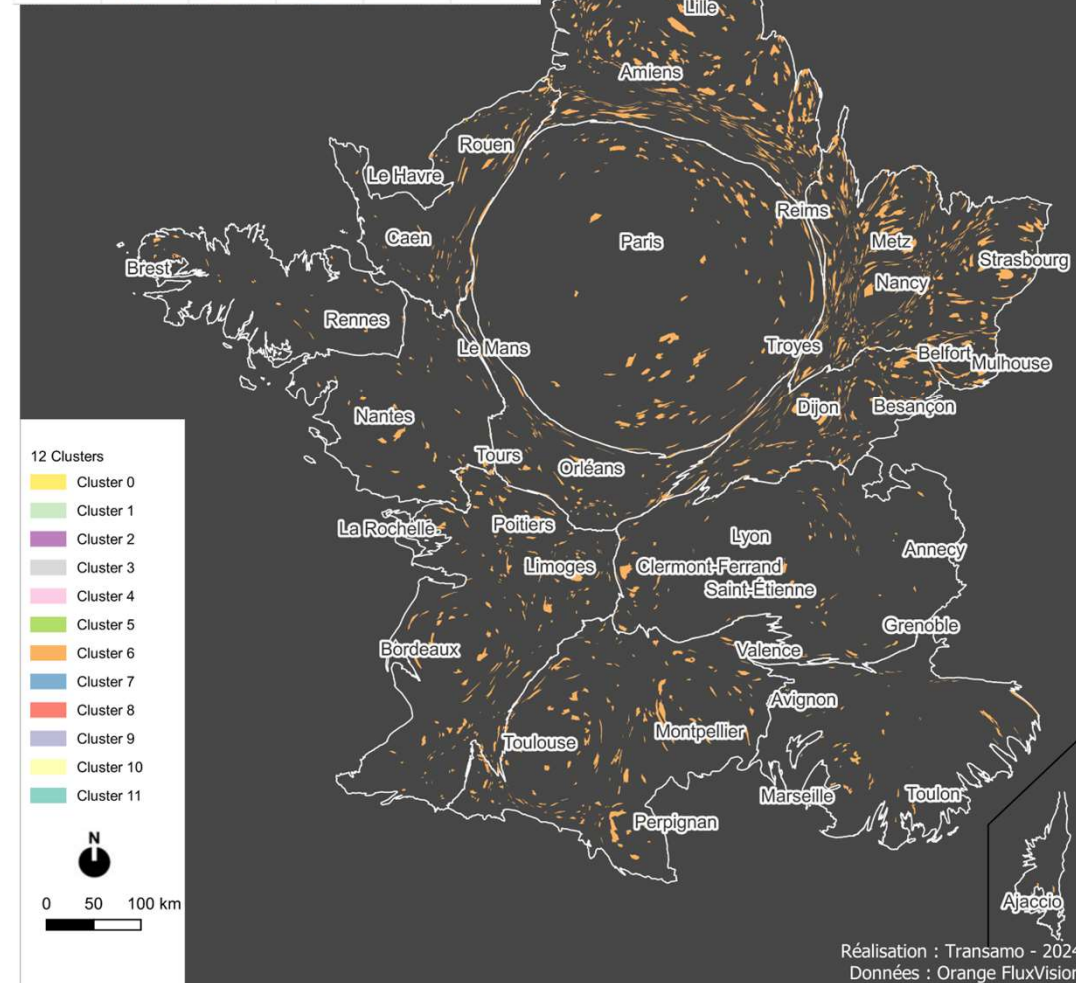 Lille
Amiens
Rouen
Le Havre
Reims
Caen
Paris
Metz
Strasbourg
Brest
Nancy
Rennes
Le Mans
Troyes
Belfort
Mulhouse
Nantes
Dijon
Besançon
Tours
Orléans
La Rochelle
Poitiers
Lyon
Annecy
Limoges
Clermont-Ferrand
Saint-Étienne
Grenoble
Bordeaux
Valence
Avignon
Toulouse
Montpellier
Marseille
Toulon
Perpignan
Ajaccio
12 Clusters
Cluster 0
Cluster 1
Cluster 2
Cluster 3
Cluster 4
Cluster 5
Cluster 6
Cluster 7
Cluster 8
Cluster 9
Cluster 10
Cluster 11
N
0 50 100 km
Réalisation : Transamo - 2024
Données : Orange FluxVision